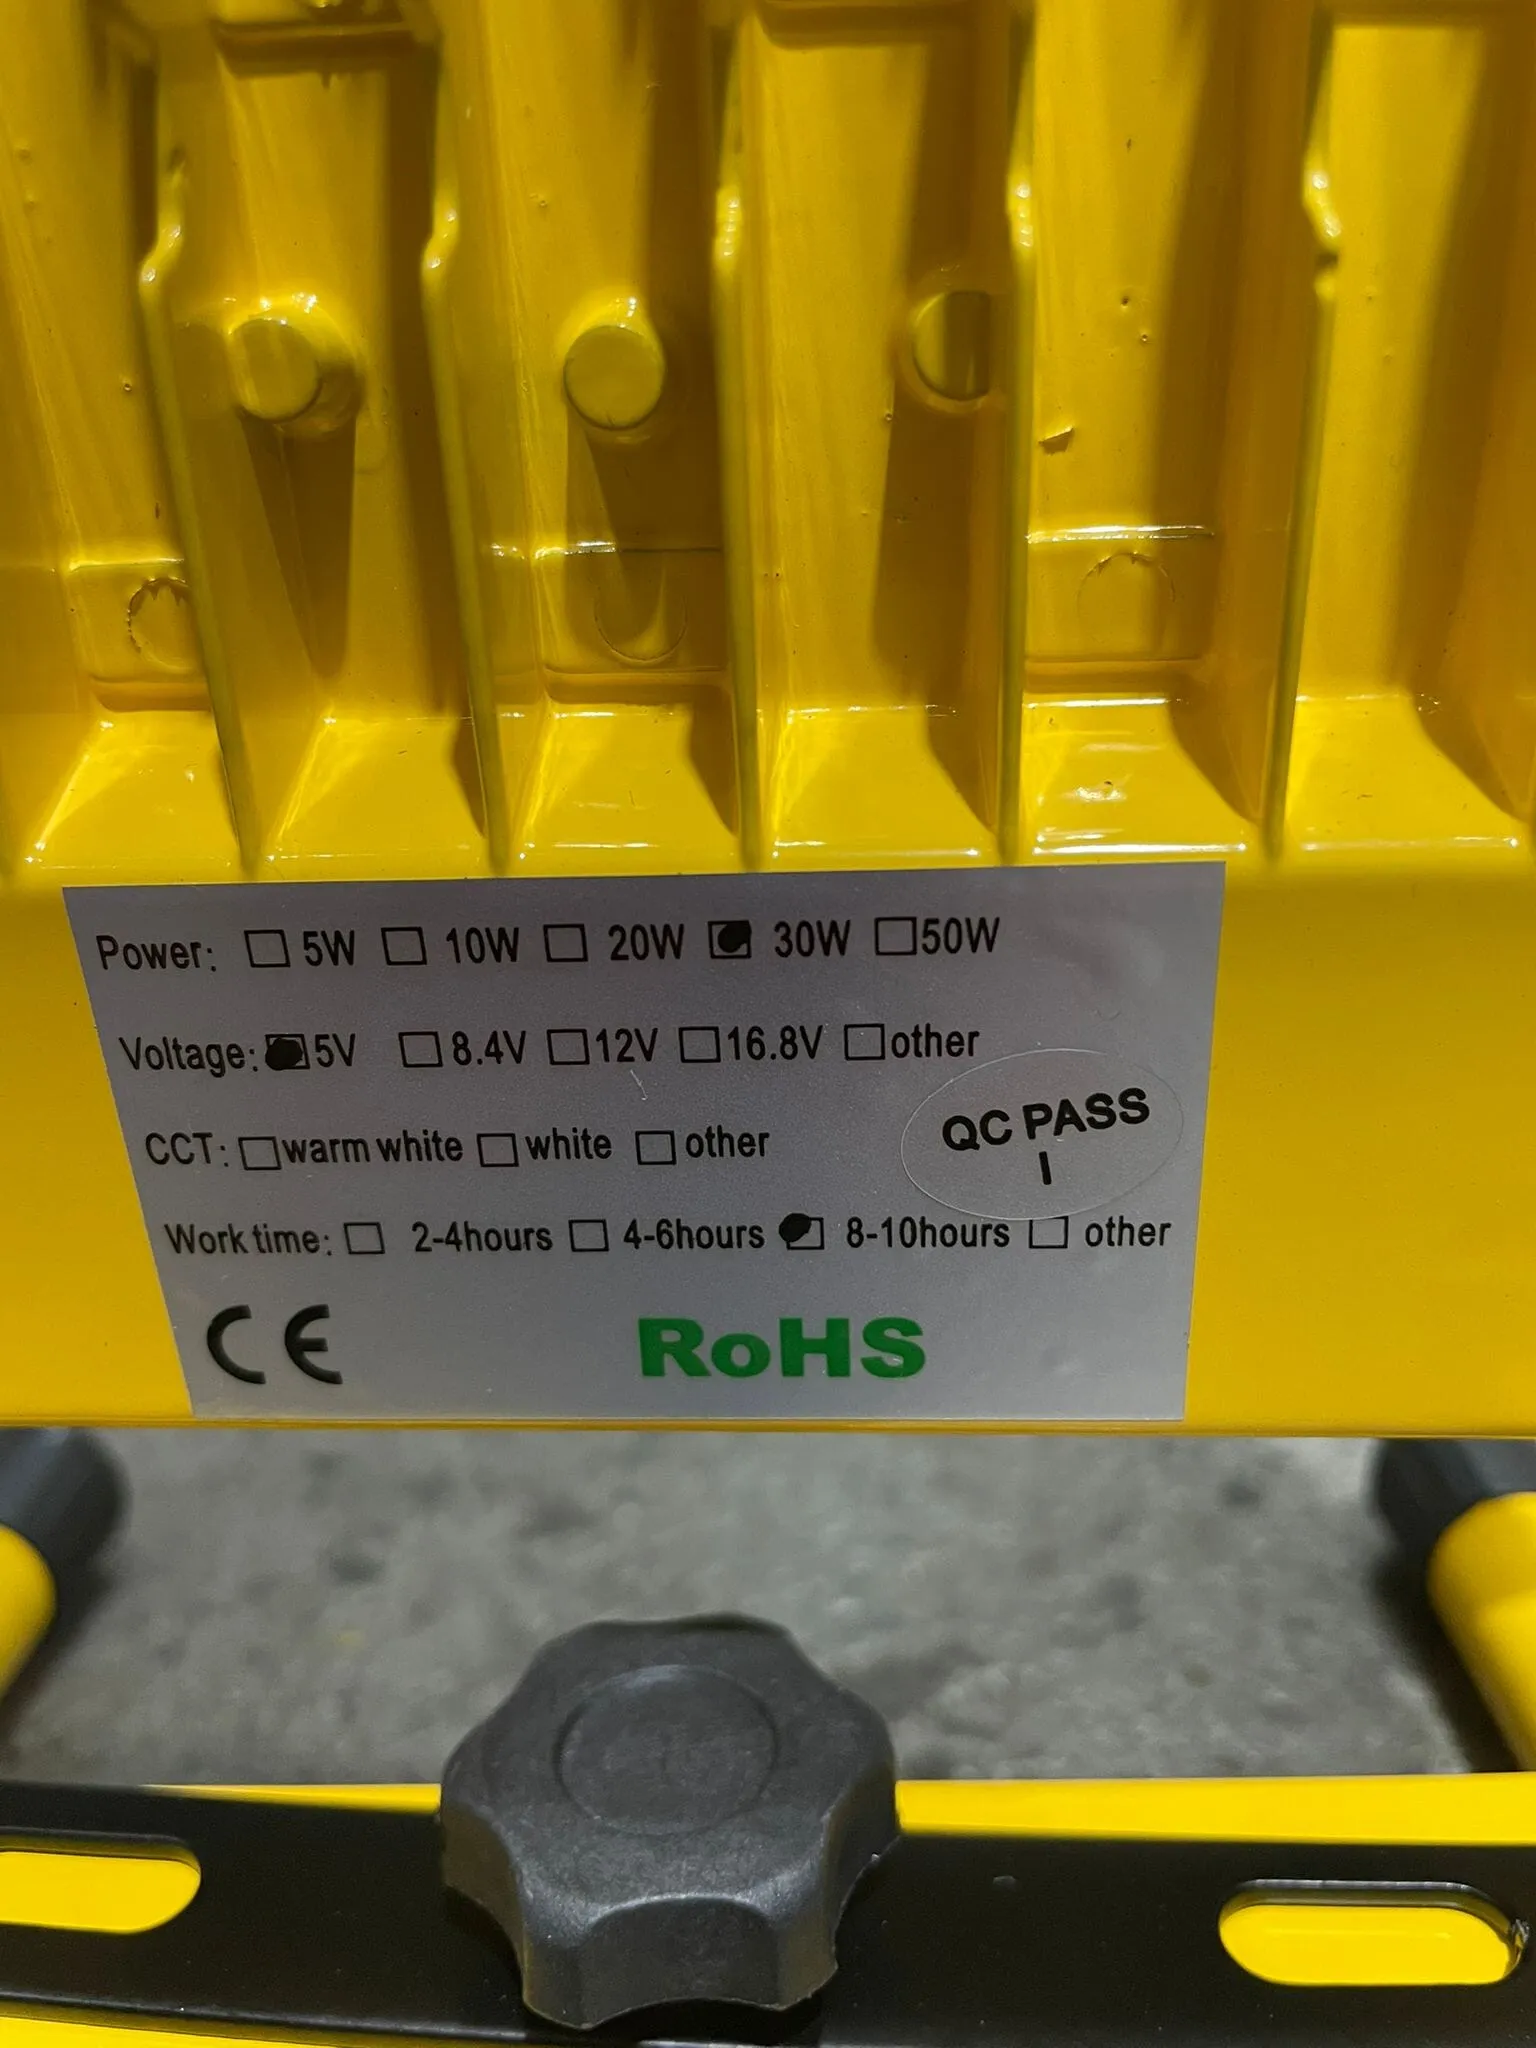 Power: ☐ 5W ☐ 10W ☐ 20W ☑ 30W ☐ 50W
Voltage: ☑ 5V ☐ 8.4V ☐ 12V ☐ 16.8V ☐ other
CCT: ☐ warm white ☐ white ☐ other
QC PASS
I
Work time: ☐ 2-4hours ☐ 4-6hours ☑ 8-10hours ☐ other
CE RoHS